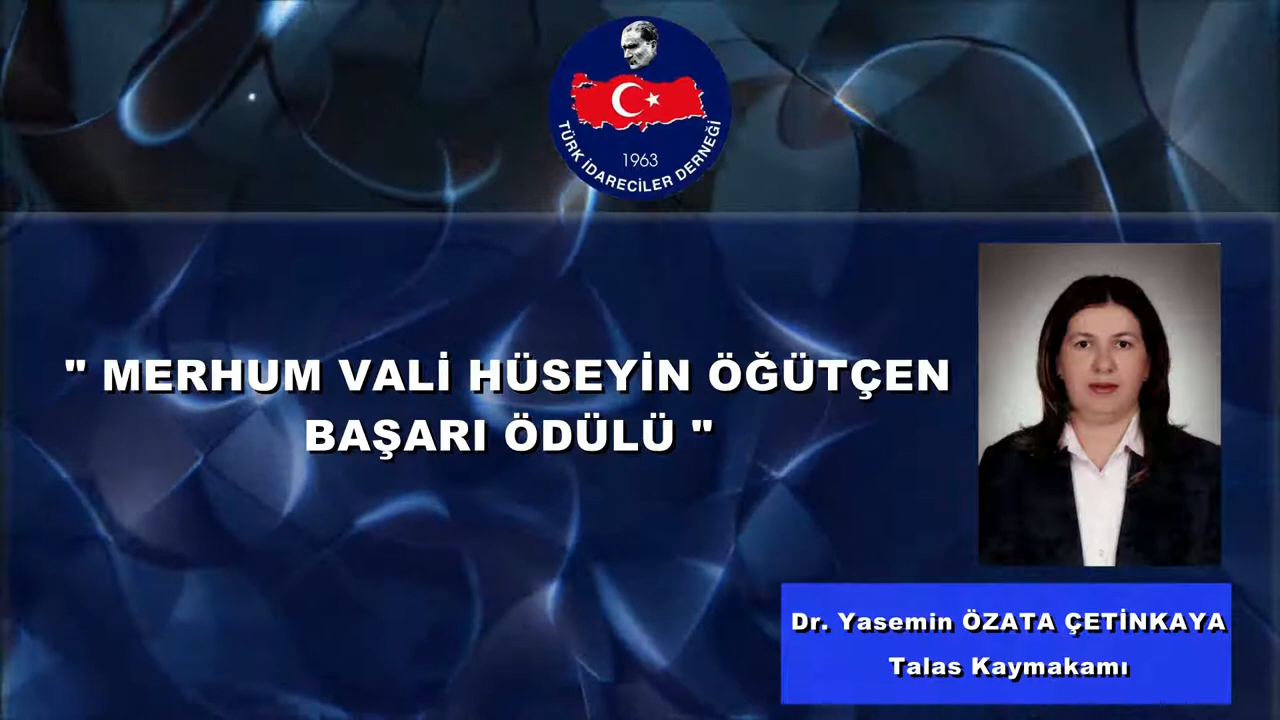 1963
TÜRK İDARECİLER DERNEĞİ
" MERHUM VALİ HÜSEYİN ÖĞÜTÇEN
BAŞARI ÖDÜLÜ "
Dr. Yasemin ÖZATA ÇETİNKAYA
Talas Kaymakamı